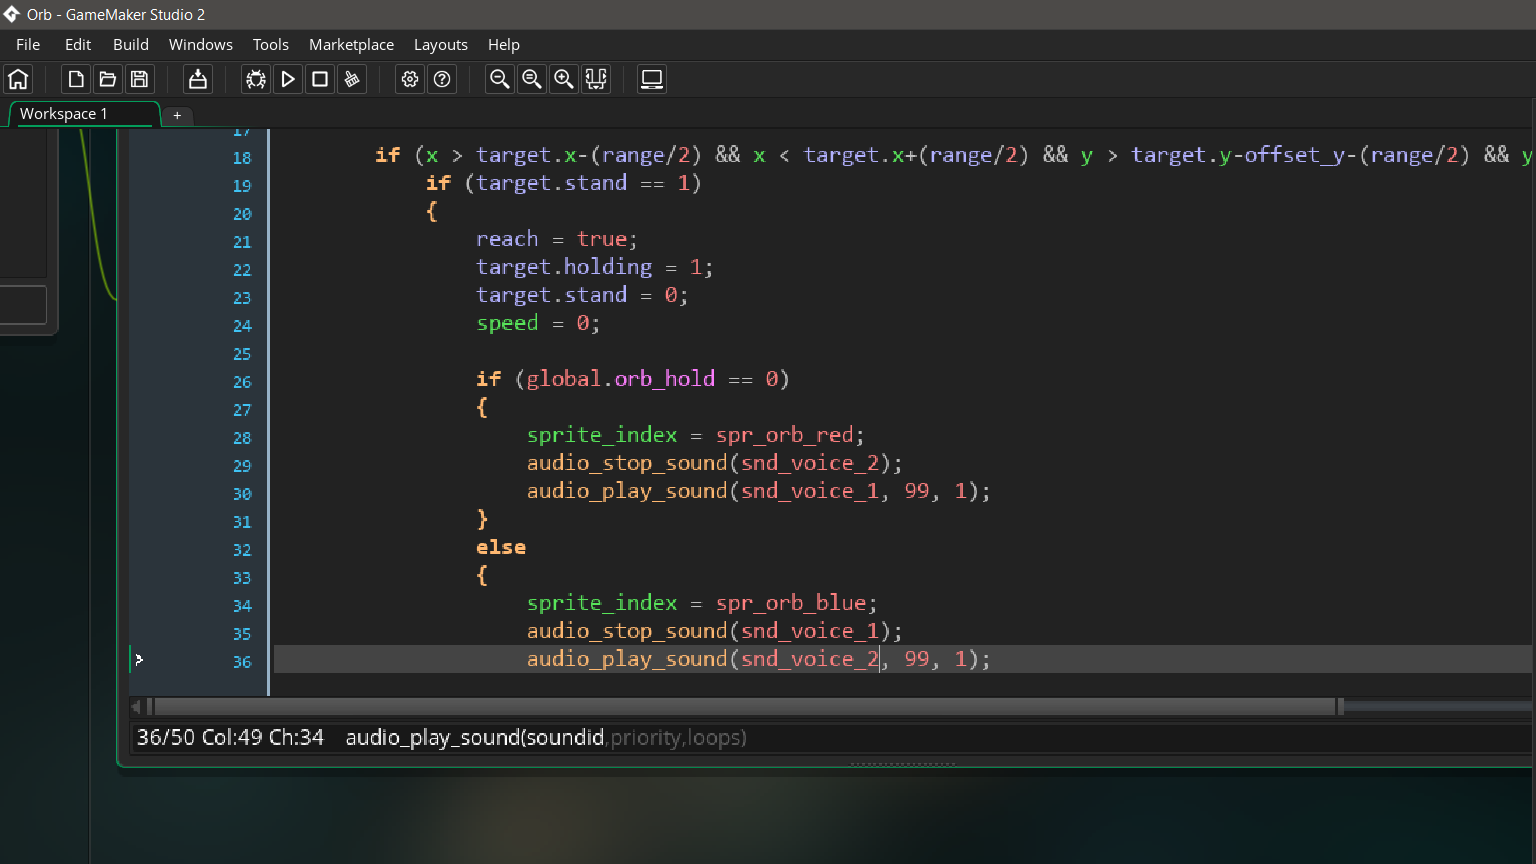 Orb - GameMaker Studio 2
File Edit Build Windows Tools Marketplace Layouts Help
Workspace 1 +
17
18 if (x > target.x-(range/2) && x < target.x+(range/2) && y > target.y-offset_y-(range/2) && y
19 if (target.stand == 1)
20 {
21 reach = true;
22 target.holding = 1;
23 target.stand = 0;
24 speed = 0;
25
26 if (global.orb_hold == 0)
27 {
28 sprite_index = spr_orb_red;
29 audio_stop_sound(snd_voice_2);
30 audio_play_sound(snd_voice_1, 99, 1);
31 }
32 else
33 {
34 sprite_index = spr_orb_blue;
35 audio_stop_sound(snd_voice_1);
36 audio_play_sound(snd_voice_2, 99, 1);
36/50 Col:49 Ch:34 audio_play_sound(soundid,priority,loops)